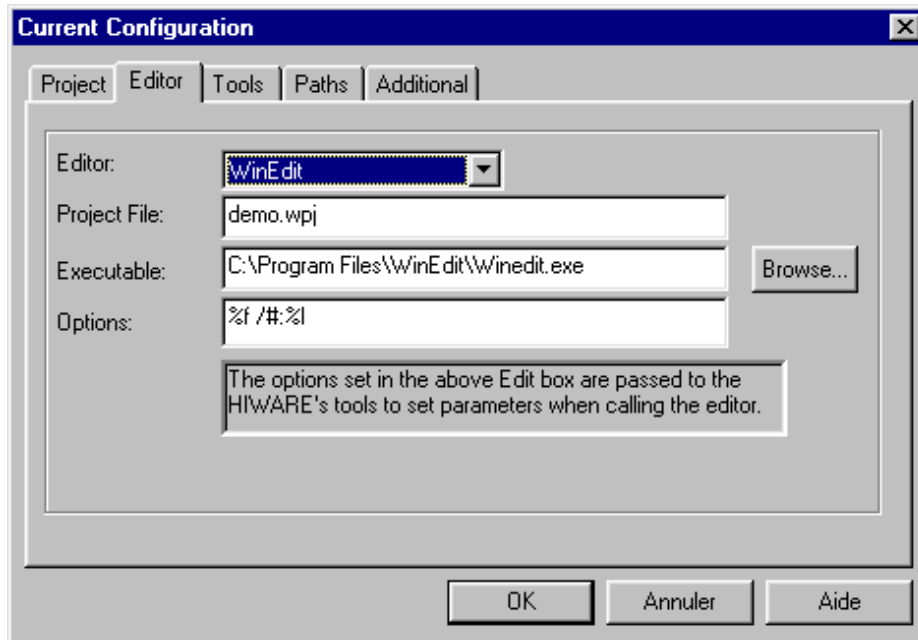 Current Configuration
Project Editor Tools Paths Additional
Editor: WinEdit
Project File: demo.wpj
Executable: C:\Program Files\WinEdit\Winedit.exe Browse...
Options: %f /#:%l
The options set in the above Edit box are passed to the
HIWARE's tools to set parameters when calling the editor.
OK Annuler Aide